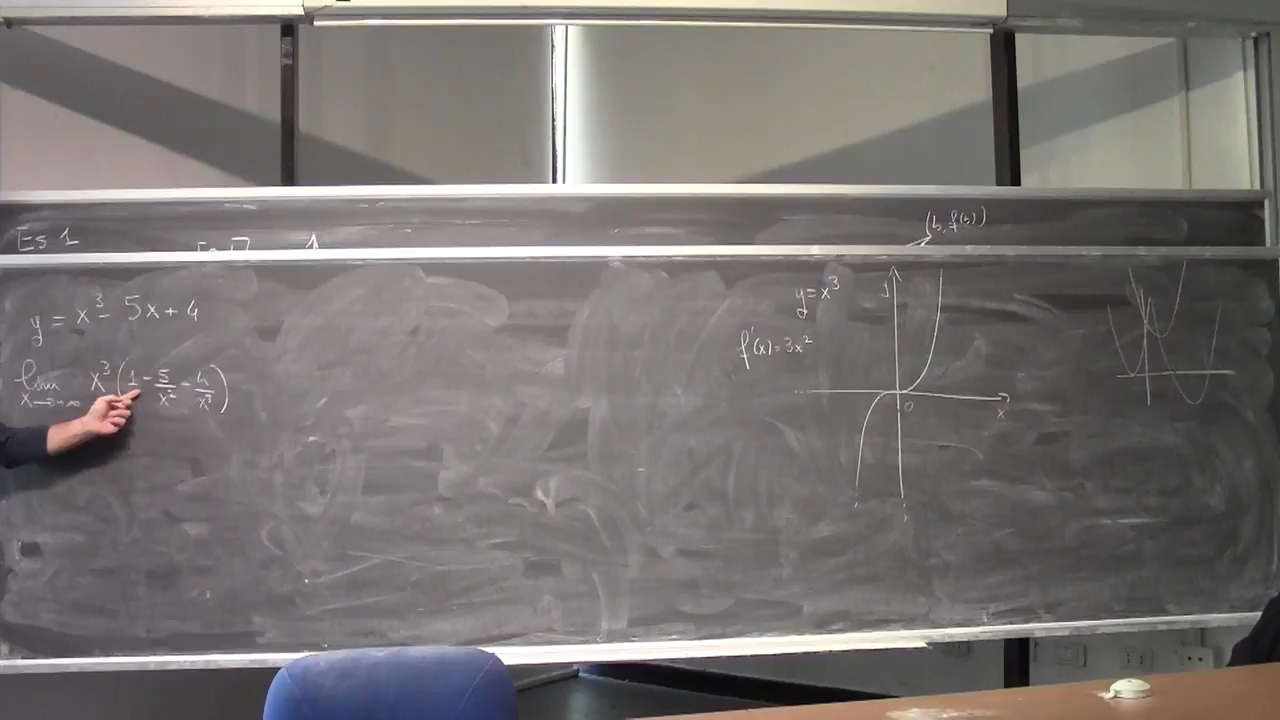 Es 1
(b, f(b))
y = x³ - 5x + 4
lim x³ (1 - 5/x² - 4/x³)
x→-∞
y = x³
f'(x) = 3x²
y
0
x